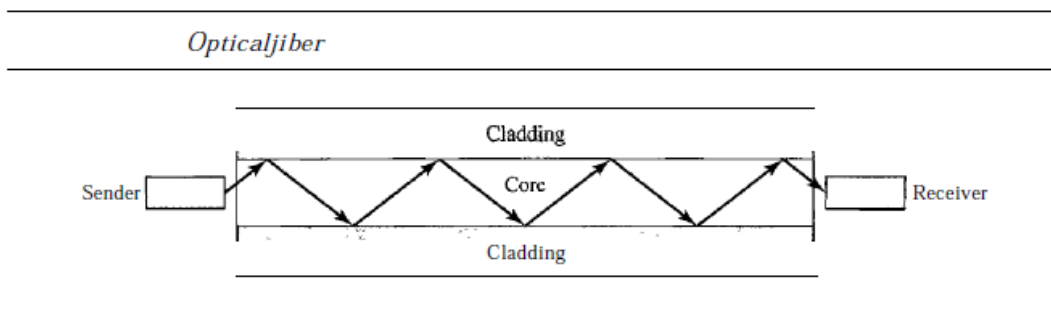 Opticaljiber
Cladding
Core
Sender
Receiver
Cladding